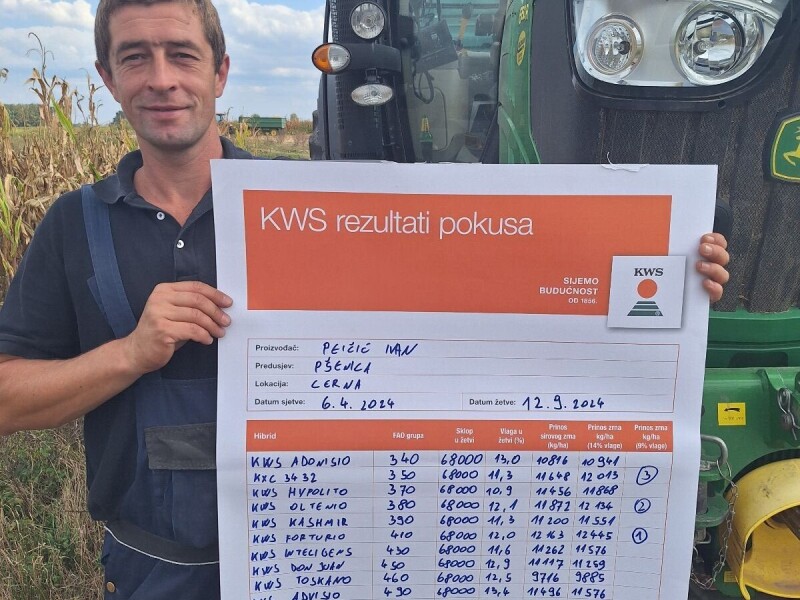 KWS rezultati pokusa
SIJEMO
BUDUĆNOST
OD 1856.
KWS
Proizvođač: PEIČIĆ IVAN
Predusjev: PŠENICA
Lokacija: CERNA
Datum sjetve: 6.4.2024 Datum žetve: 12.9.2024
Hibrid FAO grupa Sklop u žetvi Vlaga u žetvi (%) Prinos sirovog zrna (kg/ha) Prinos zrna kg/ha (14% vlage) Prinos zrna kg/ha (9% vlage)
KWS ADONISIO 340 68000 13,0 10816 10941
KXC 3432 350 68000 11,3 11648 12013 3
KWS HYPOLITO 370 68000 10,9 11456 11868
KWS OLTENIO 380 68000 12,1 11872 12134 2
KWS KASHMIR 390 68000 11,3 11200 11551
KWS FORTURIO 410 68000 12,0 12163 12445 1
KWS INTELIGENS 430 68000 11,6 11262 11576
KWS DON JUAN 450 68000 12,9 11117 11259
KWS TOSKANO 460 68000 12,5 9716 9885
KWS ADVISIO 490 68000 13,4 11496 11576